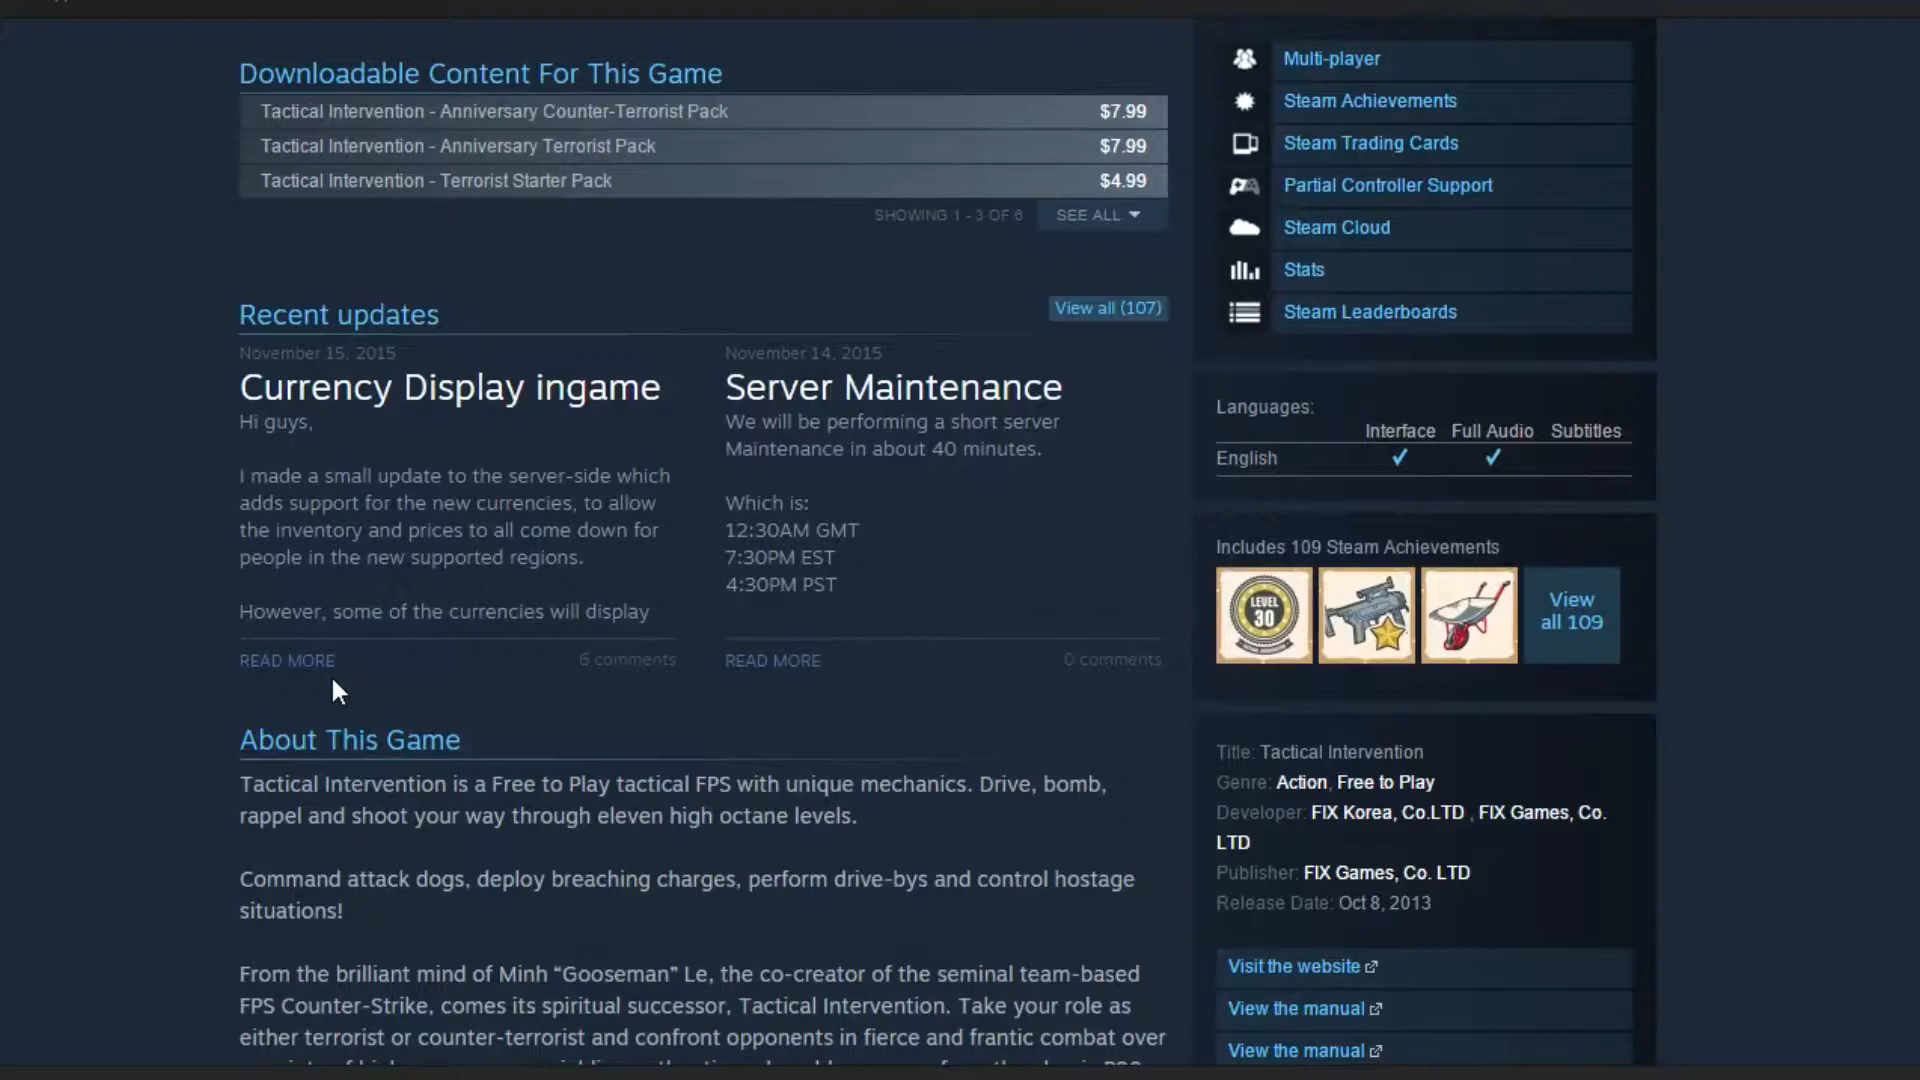 Downloadable Content For This Game
Tactical Intervention - Anniversary Counter-Terrorist Pack $7.99
Tactical Intervention - Anniversary Terrorist Pack $7.99
Tactical Intervention - Terrorist Starter Pack $4.99
SHOWING 1 - 3 OF 6 SEE ALL
Recent updates View all (107)
November 15, 2015
Currency Display ingame
Hi guys,
I made a small update to the server-side which
adds support for the new currencies, to allow
the inventory and prices to all come down for
people in the new supported regions.
However, some of the currencies will display
READ MORE 6 comments
November 14, 2015
Server Maintenance
We will be performing a short server
Maintenance in about 40 minutes.
Which is:
12:30AM GMT
7:30PM EST
4:30PM PST
READ MORE 0 comments
About This Game
Tactical Intervention is a Free to Play tactical FPS with unique mechanics. Drive, bomb,
rappel and shoot your way through eleven high octane levels.
Command attack dogs, deploy breaching charges, perform drive-bys and control hostage
situations!
From the brilliant mind of Minh “Gooseman” Le, the co-creator of the seminal team-based
FPS Counter-Strike, comes its spiritual successor, Tactical Intervention. Take your role as
either terrorist or counter-terrorist and confront opponents in fierce and frantic combat over
Multi-player
Steam Achievements
Steam Trading Cards
Partial Controller Support
Steam Cloud
Stats
Steam Leaderboards
Languages:
Interface Full Audio Subtitles
English ✓ ✓
Includes 109 Steam Achievements
LEVEL
30
View
all 109
Title: Tactical Intervention
Genre: Action, Free to Play
Developer: FIX Korea, Co.LTD , FIX Games, Co.
LTD
Publisher: FIX Games, Co. LTD
Release Date: Oct 8, 2013
Visit the website
View the manual
View the manual